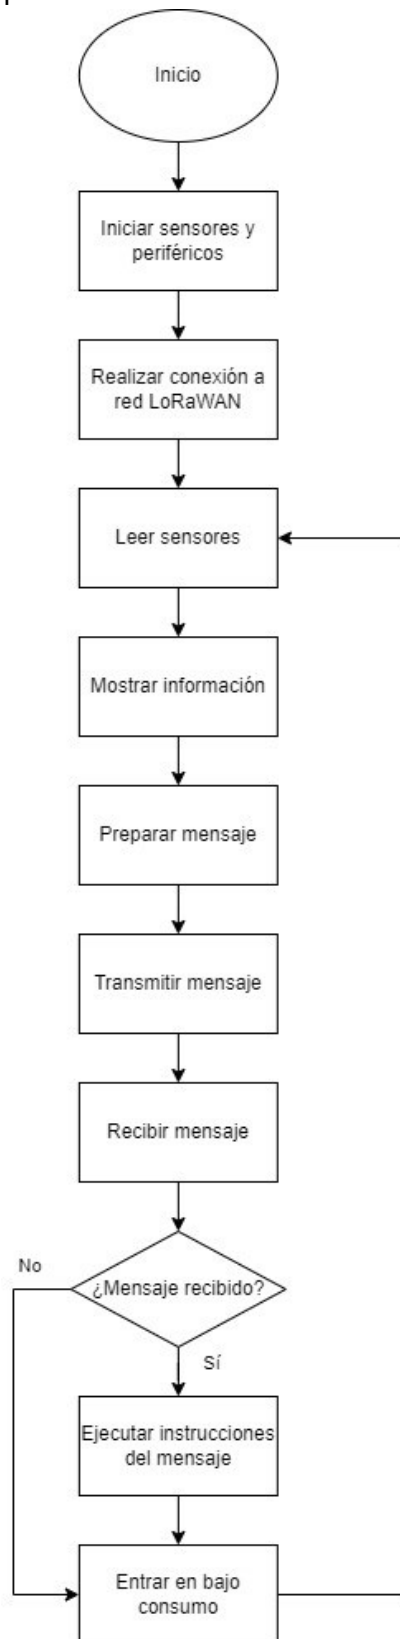 Inicio
Iniciar sensores y
periféricos
Realizar conexión a
red LoRaWAN
Leer sensores
Mostrar información
Preparar mensaje
Transmitir mensaje
Recibir mensaje
¿Mensaje recibido?
No
Sí
Ejecutar instrucciones
del mensaje
Entrar en bajo
consumo